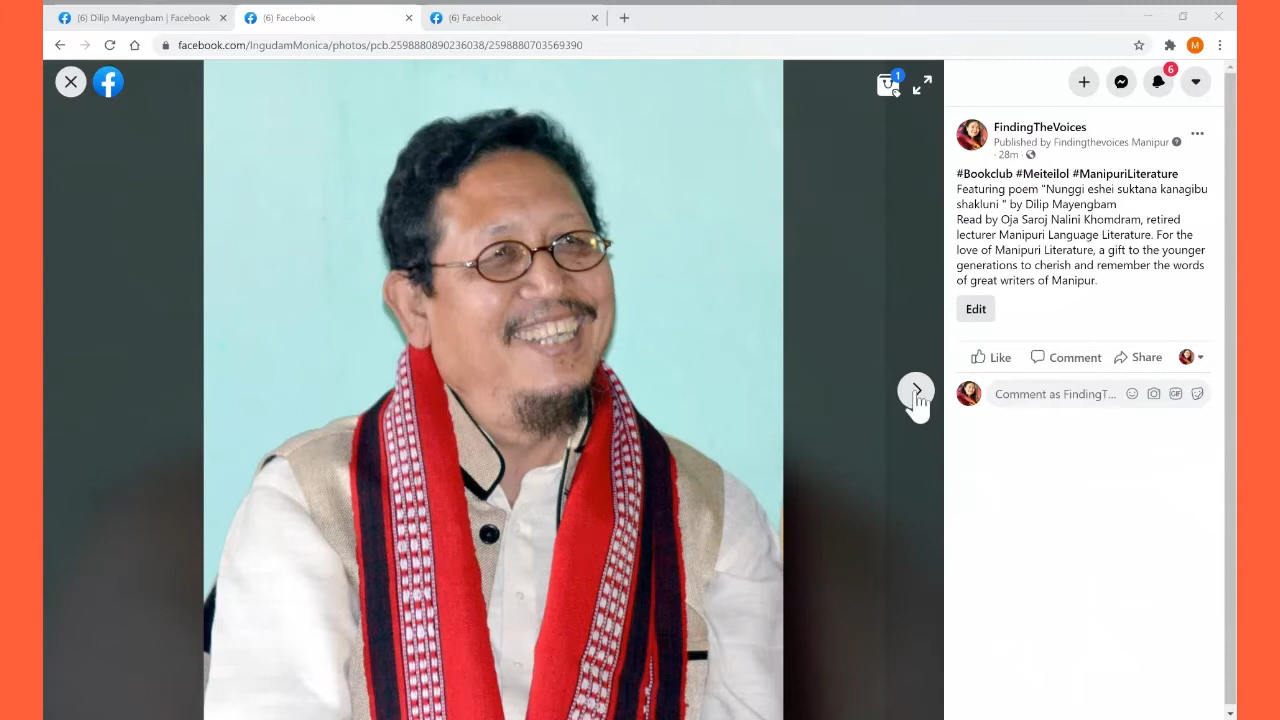 (6) Dilip Mayengbam | Facebook
(6) Facebook
(6) Facebook
facebook.com/IngudamMonica/photos/pcb.2598880890236038/2598880703569390
M
1
6
FindingTheVoices
Published by Findingthevoices Manipur
· 28m ·
#Bookclub #Meiteilol #ManipuriLiterature
Featuring poem "Nunggi eshei suktana kanagibu
shakluni " by Dilip Mayengbam
Read by Oja Saroj Nalini Khomdram, retired
lecturer Manipuri Language Literature. For the
love of Manipuri Literature, a gift to the younger
generations to cherish and remember the words
of great writers of Manipur.
Edit
Like
Comment
Share
Comment as FindingT...
GIF